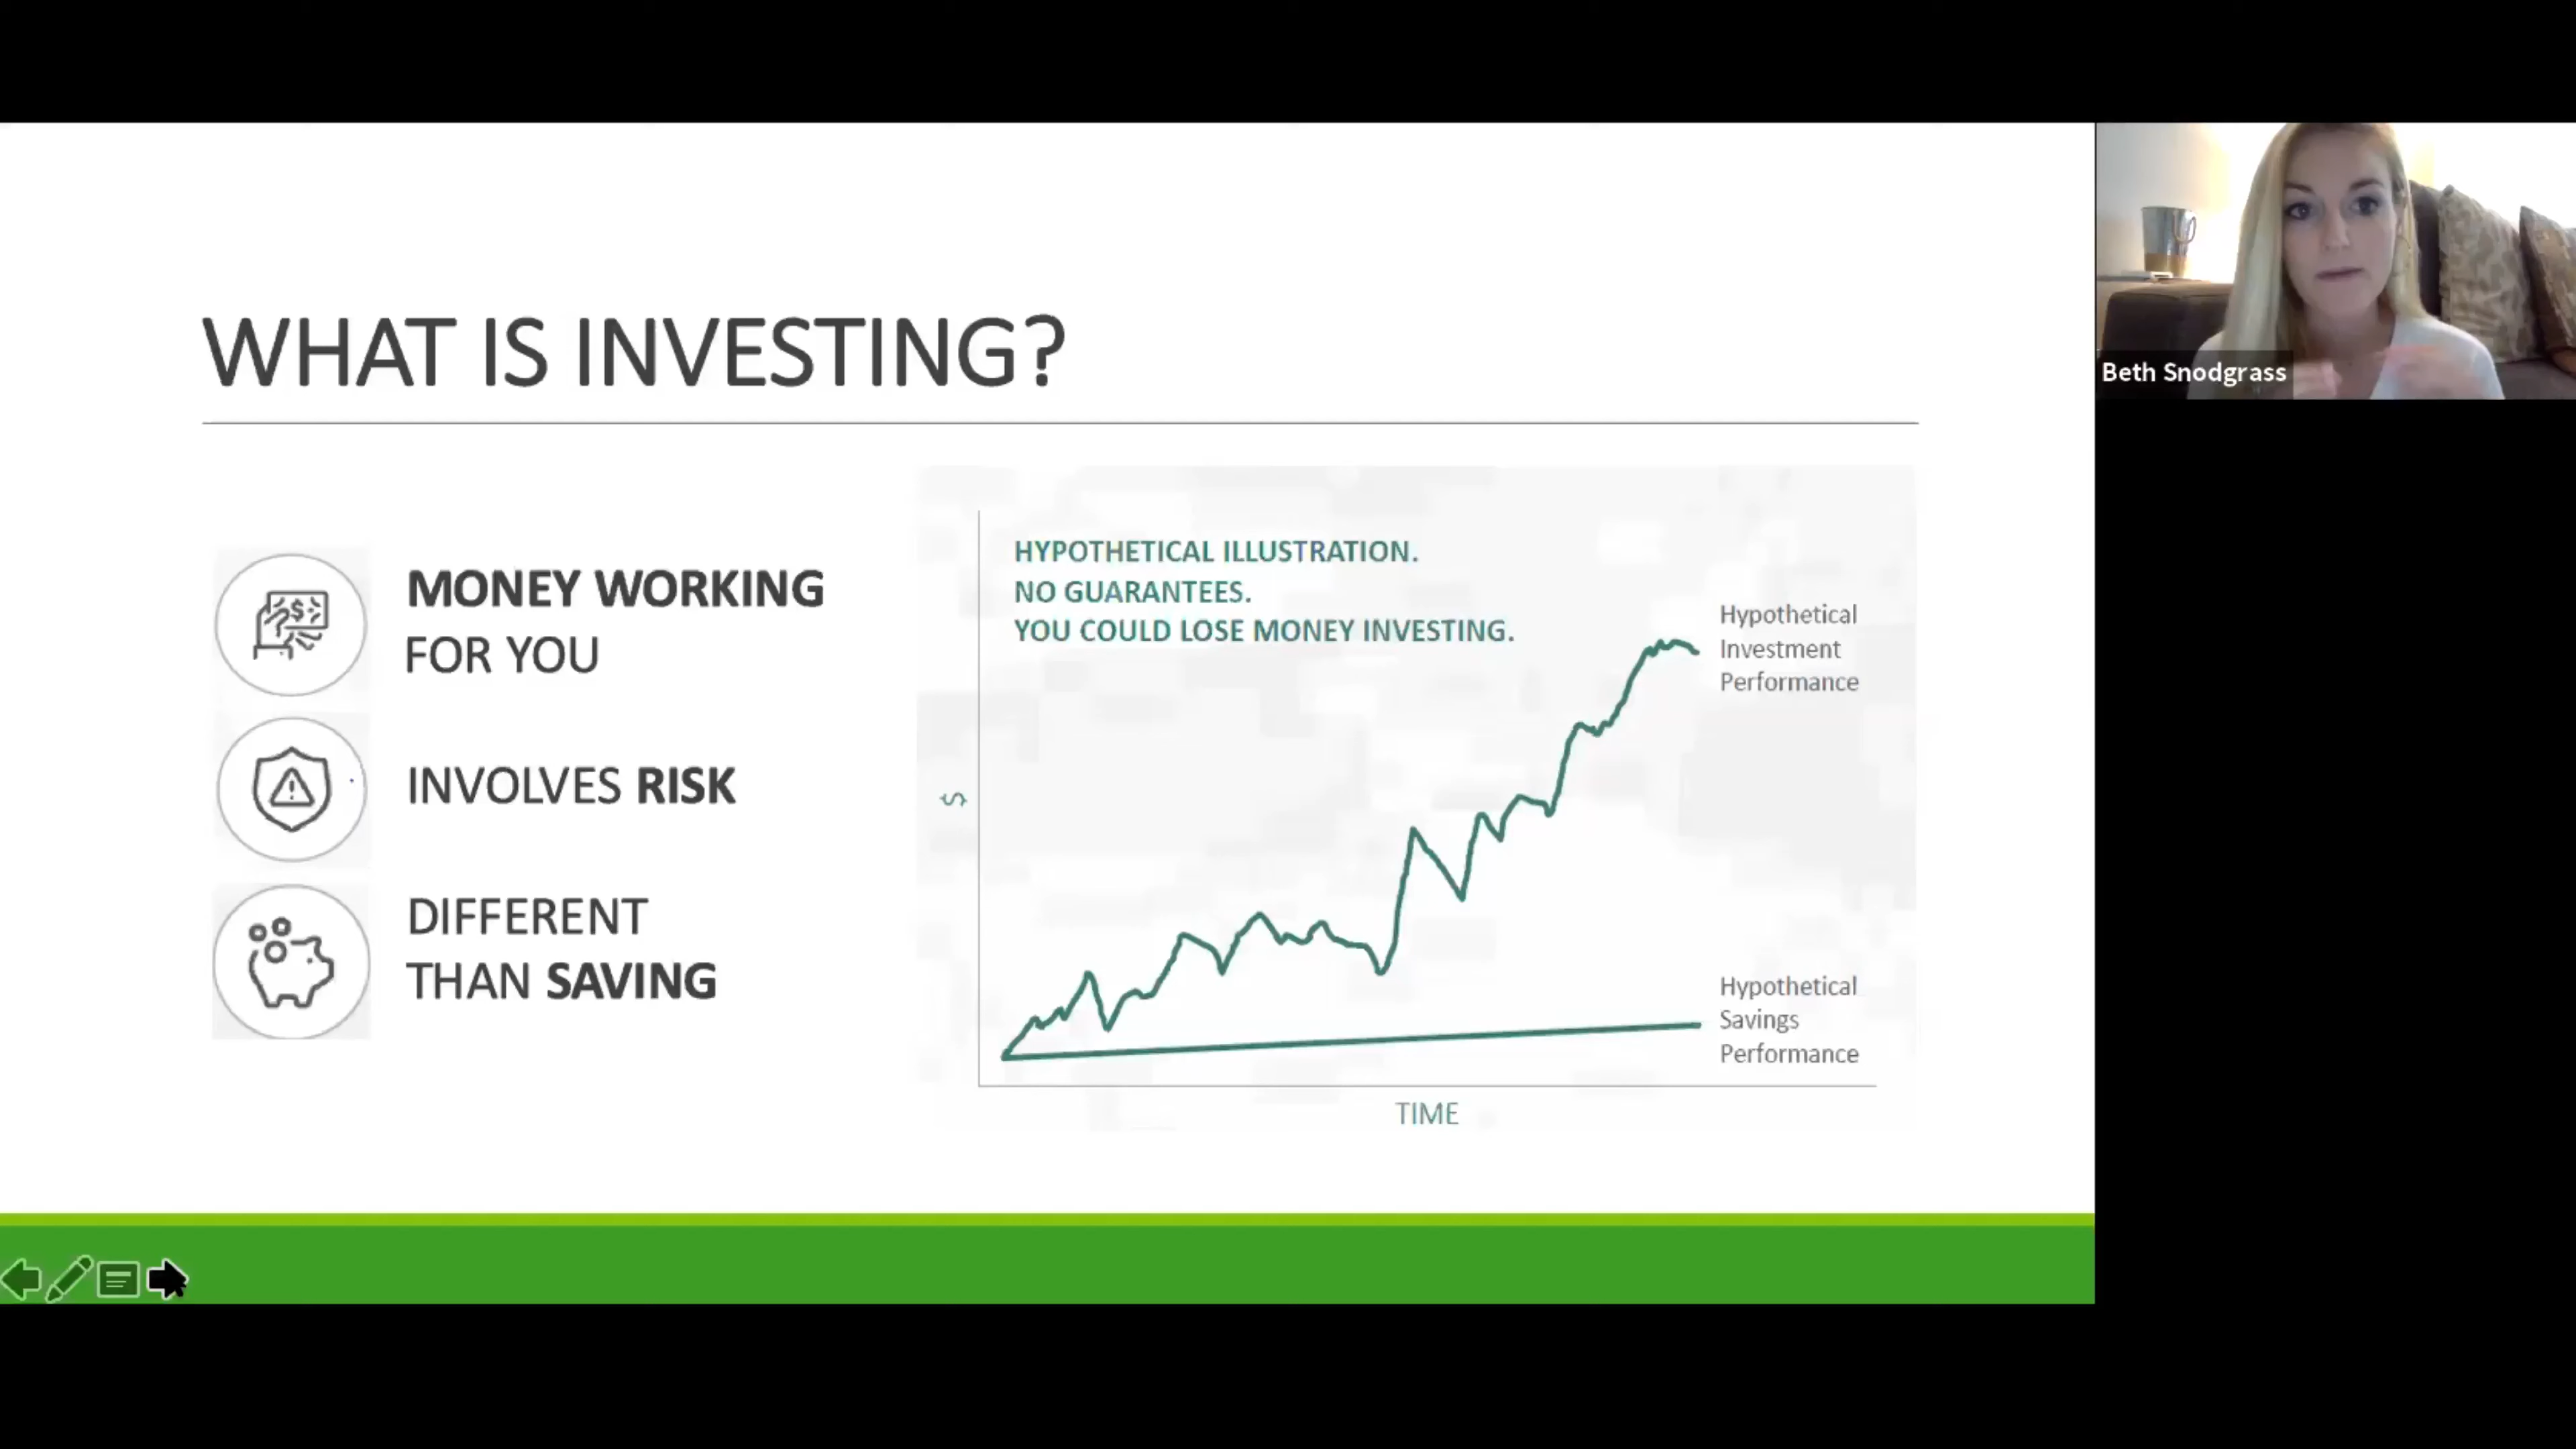 WHAT IS INVESTING?
MONEY WORKING
FOR YOU
INVOLVES RISK
DIFFERENT
THAN SAVING
HYPOTHETICAL ILLUSTRATION.
NO GUARANTEES.
YOU COULD LOSE MONEY INVESTING.
Hypothetical
Investment
Performance
$
Hypothetical
Savings
Performance
TIME
Beth Snodgrass